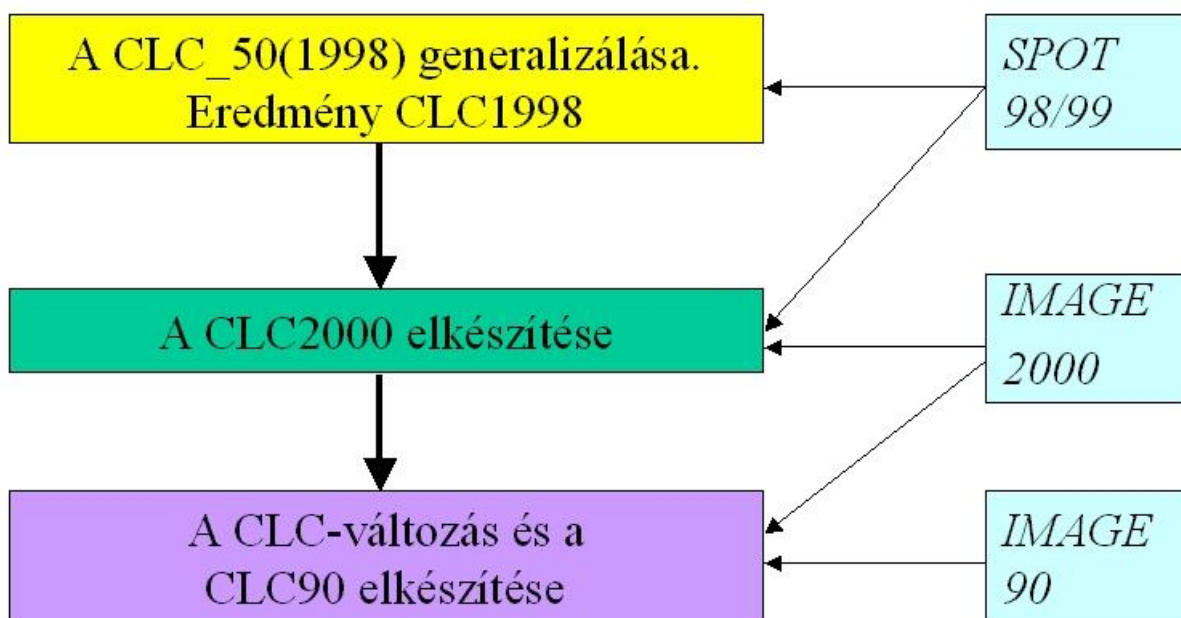 A CLC_50(1998) generalizálása.
Eredmény CLC1998
SPOT
98/99
A CLC2000 elkészítése
IMAGE
2000
A CLC-változás és a
CLC90 elkészítése
IMAGE
90